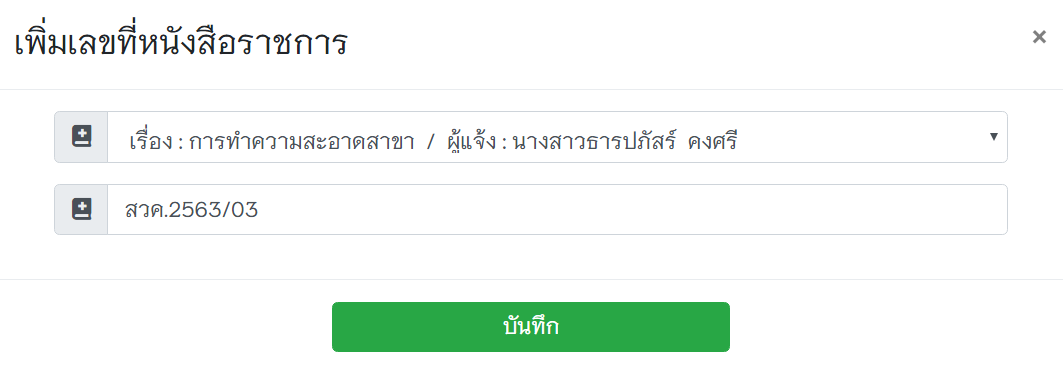 เพิ่มเลขที่หนังสือราชการ ×
เรื่อง : การทำความสะอาดสาขา / ผู้แจ้ง : นางสาวธารปภัสร์ คงศรี
สวค.2563/03
บันทึก